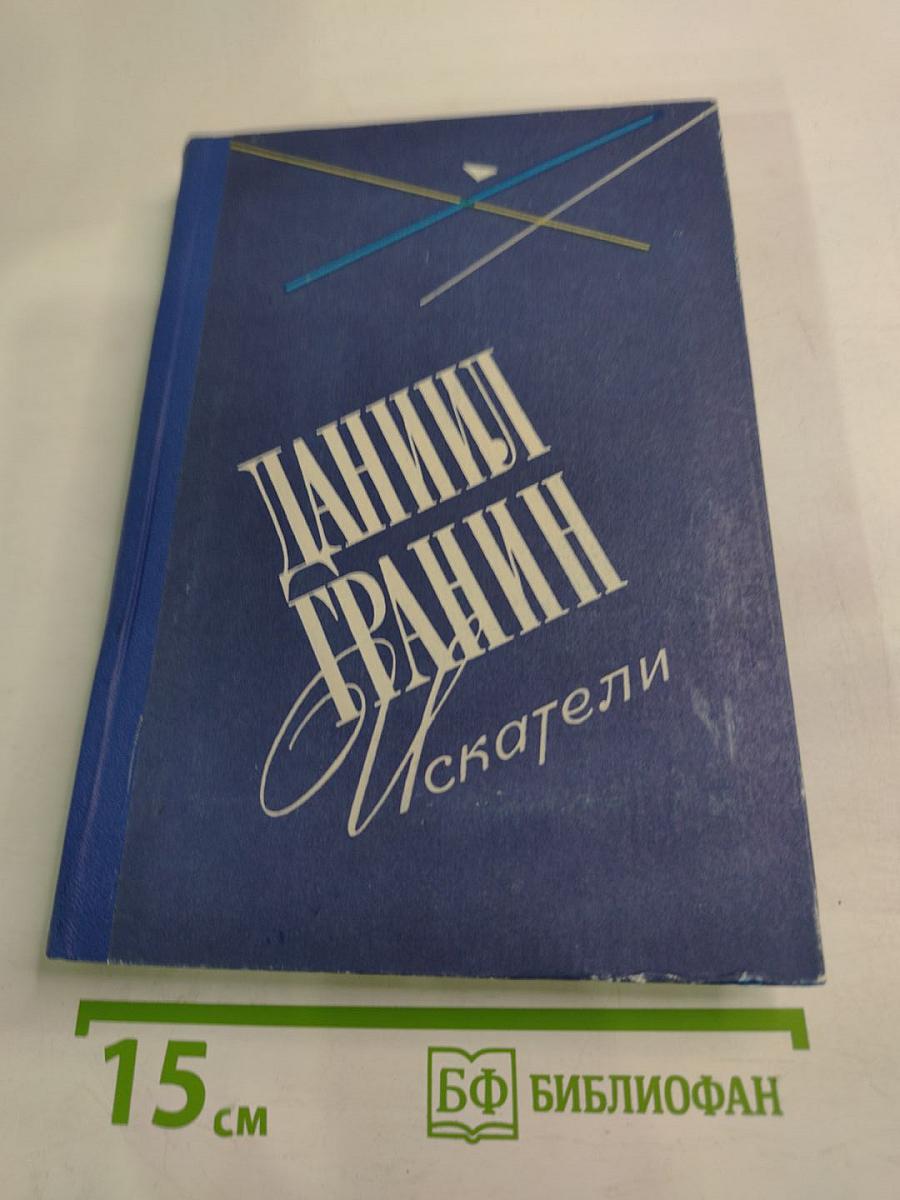 ДАНИИЛ
ГРАНИН
Искатели
15 см
БФ БИБЛИОФАН